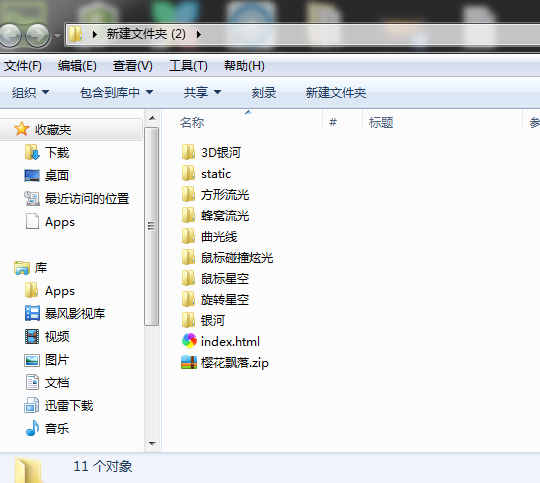 新建文件夹 (2)
文件(F) 编辑(E) 查看(V) 工具(T) 帮助(H)
组织 包含到库中 共享 刻录 新建文件夹
收藏夹
下载
桌面
最近访问的位置
Apps
库
Apps
暴风影视库
视频
图片
文档
迅雷下载
音乐
名称 # 标题 参
3D银河
static
方形流光
蜂窝流光
曲光线
鼠标碰撞炫光
鼠标星空
旋转星空
银河
index.html
樱花飘落.zip
11 个对象